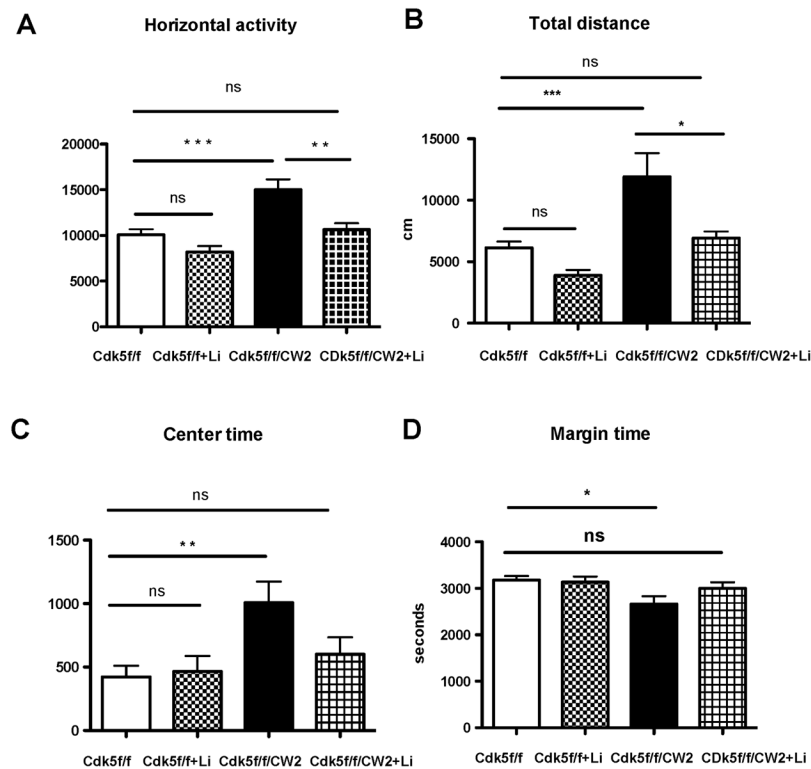 A
Horizontal activity
ns
* * *
* *
ns
20000
15000
10000
5000
0
Cdk5f/f
Cdk5f/f+Li
Cdk5f/f/CW2
CDk5f/f/CW2+Li
B
Total distance
ns
***
*
ns
15000
10000
5000
0
cm
Cdk5f/f
Cdk5f/f+Li
Cdk5f/f/CW2
CDk5f/f/CW2+Li
C
Center time
ns
* *
ns
1500
1000
500
0
Cdk5f/f
Cdk5f/f+Li
Cdk5f/f/CW2
Cdk5f/f/CW2+Li
D
Margin time
*
ns
4000
3000
2000
1000
0
seconds
Cdk5f/f
Cdk5f/f+Li
Cdk5f/f/CW2
CDk5f/f/CW2+Li